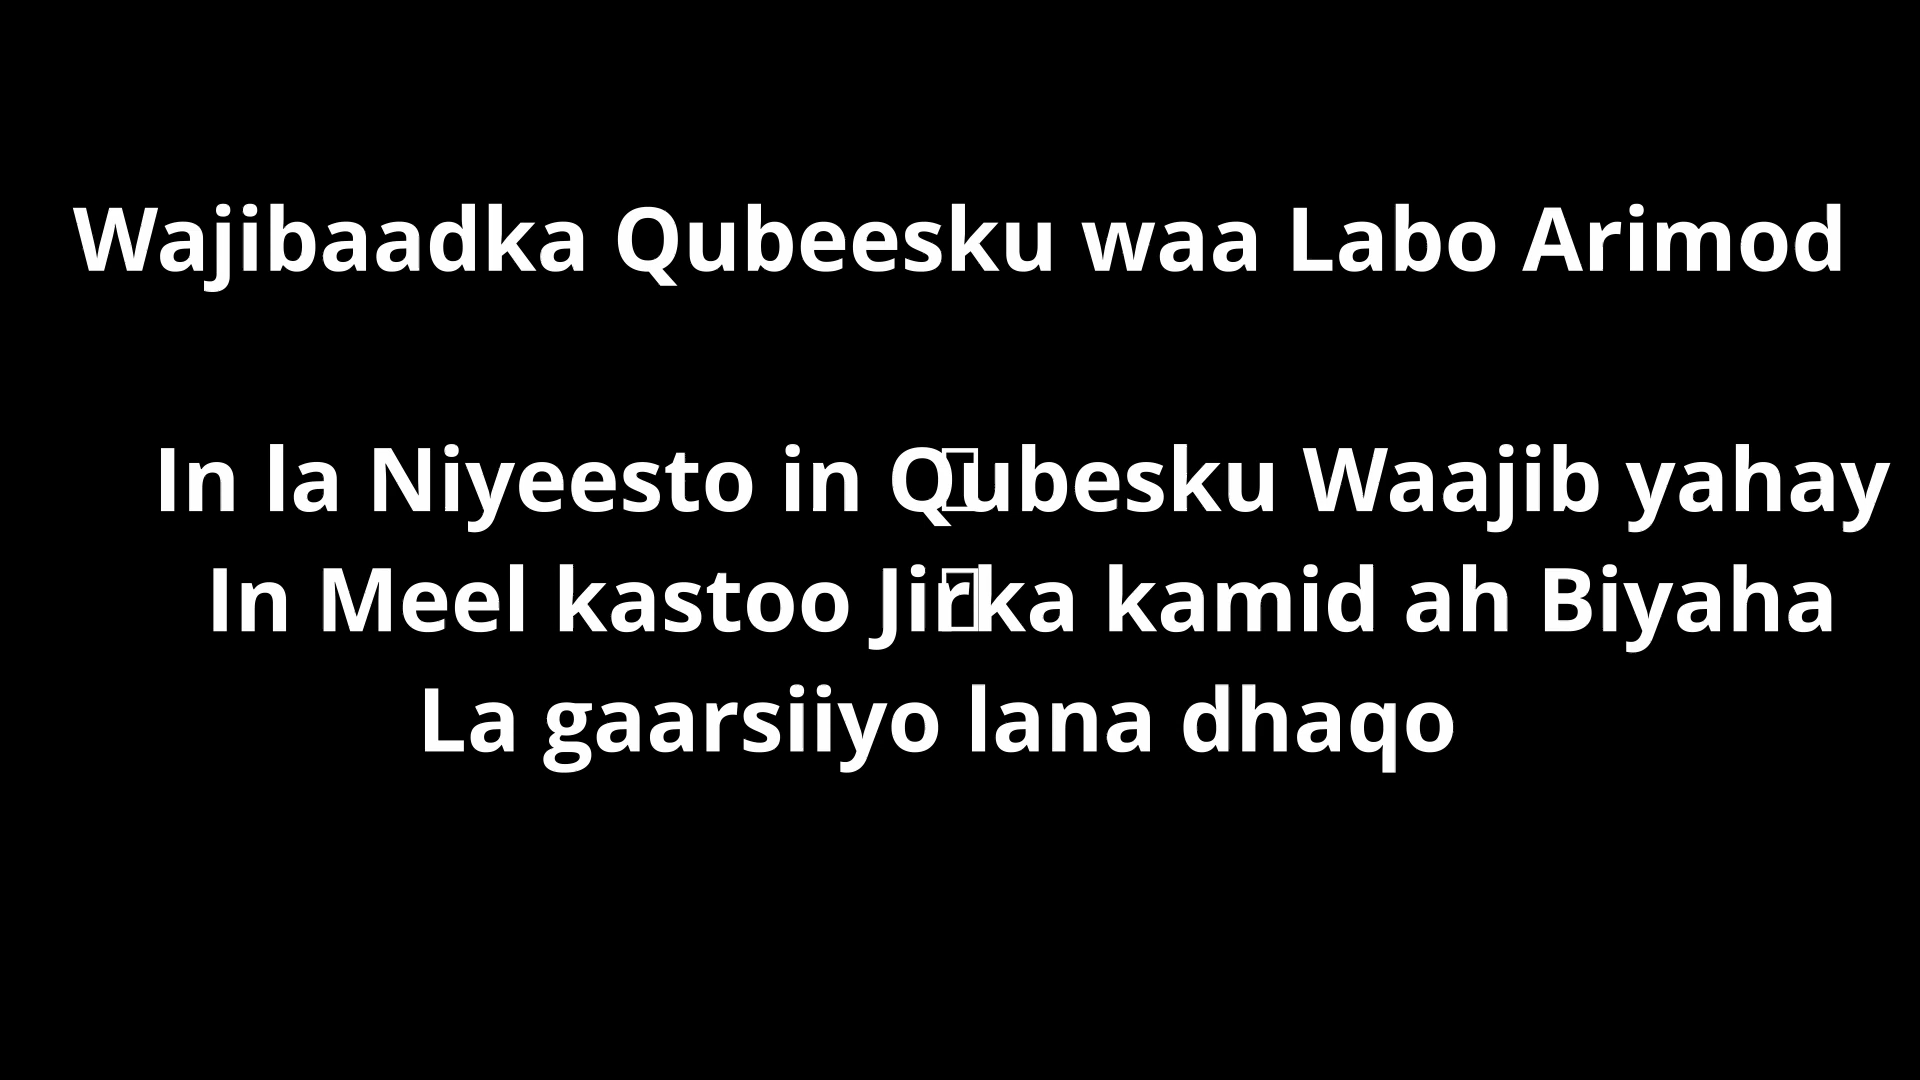 Wajibaadka Qubeesku waa Labo Arimod
In la Niyeesto in Qubesku Waajib yahay
In Meel kastoo Jirka kamid ah Biyaha
La gaarsiiyo lana dhaqo